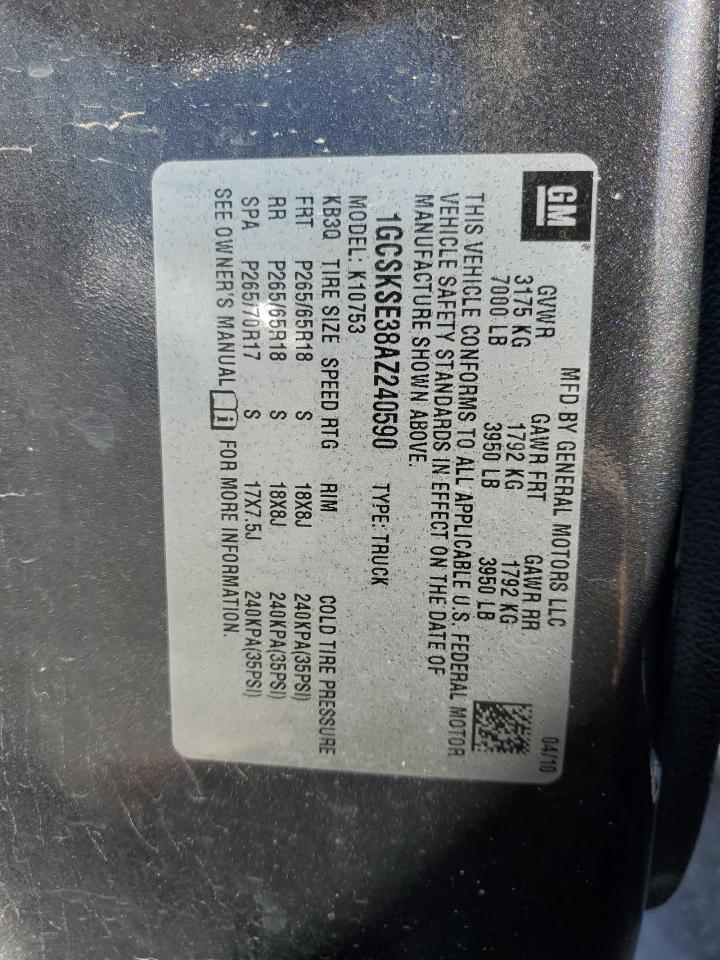 GM ® MFD BY GENERAL MOTORS LLC 04/10
GVWR GAWR FRT GAWR RR
3175 KG 1792 KG 1792 KG
7000 LB 3950 LB 3950 LB
THIS VEHICLE CONFORMS TO ALL APPLICABLE U.S. FEDERAL MOTOR
VEHICLE SAFETY STANDARDS IN EFFECT ON THE DATE OF
MANUFACTURE SHOWN ABOVE.
1GCSKSE38AZ240590 TYPE: TRUCK
MODEL: K10753
KB3Q TIRE SIZE SPEED RTG RIM COLD TIRE PRESSURE
FRT P265/65R18 S 18X8J 240KPA(35PSI)
RR P265/65R18 S 18X8J 240KPA(35PSI)
SPA P265/70R17 S 17X7.5J 240KPA(35PSI)
SEE OWNER'S MANUAL i FOR MORE INFORMATION.